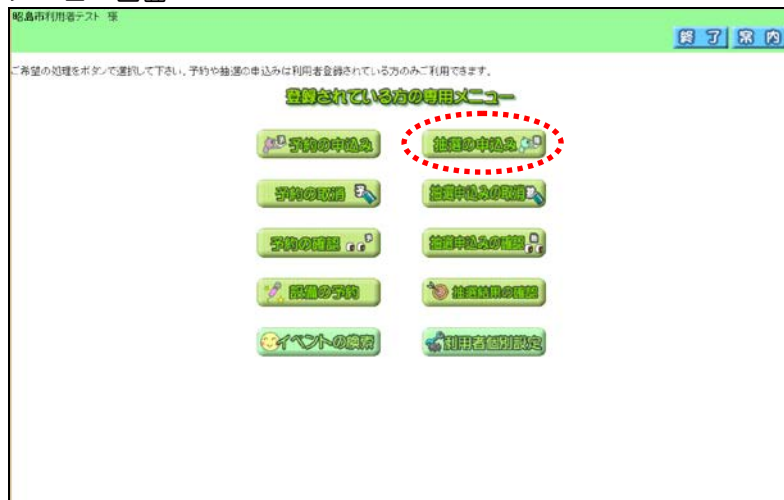 昭島市利用者テスト 様
終了 案内
ご希望の処理をボタンで選択して下さい。予約や抽選の申込みは利用者登録されている方のみご利用できます。
登録されている方の専用メニュー
予約の申込み 抽選の申込み
予約の取消 抽選申込みの取消
予約の確認 抽選申込みの確認
設備の予約 抽選結果の確認
イベントの検索 利用者個別設定